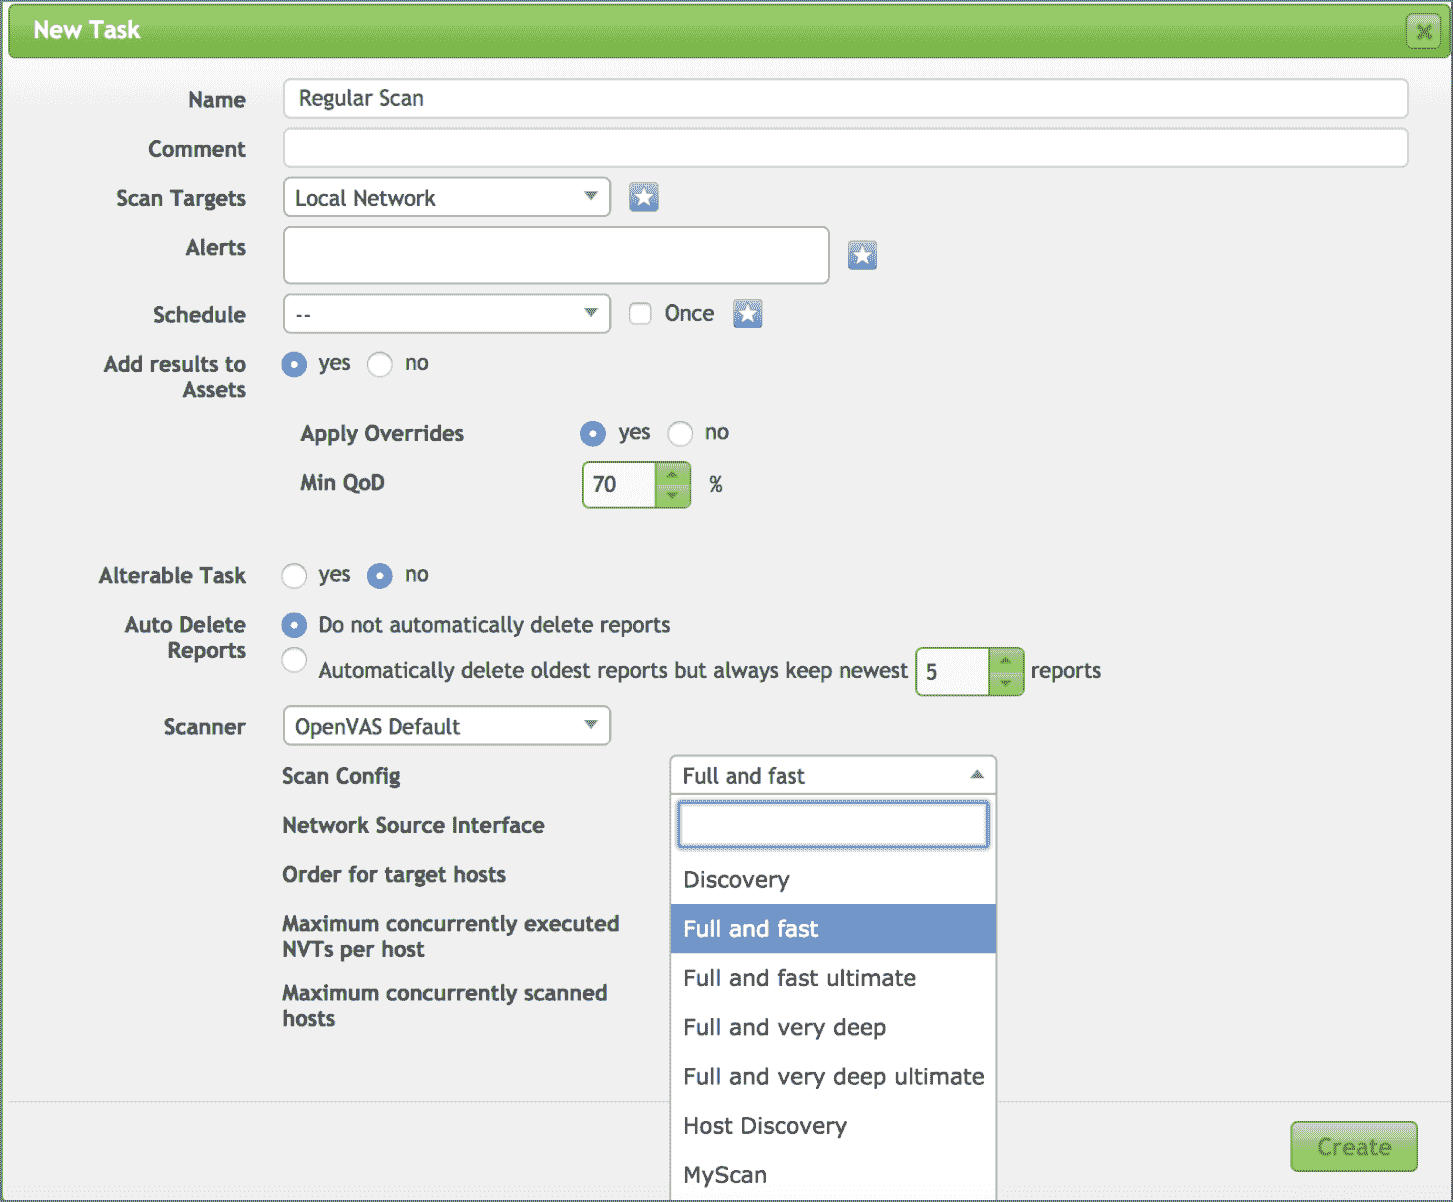 New Task
Name Regular Scan
Comment
Scan Targets Local Network
Alerts
Schedule -- Once
Add results to yes no
Assets
Apply Overrides yes no
Min QoD 70 %
Alterable Task yes no
Auto Delete Do not automatically delete reports
Reports
Automatically delete oldest reports but always keep newest 5 reports
Scanner OpenVAS Default
Scan Config Full and fast
Network Source Interface
Order for target hosts Discovery
Maximum concurrently executed Full and fast
NVTs per host
Full and fast ultimate
Maximum concurrently scanned
hosts
Full and very deep
Full and very deep ultimate
Host Discovery
Create
MyScan